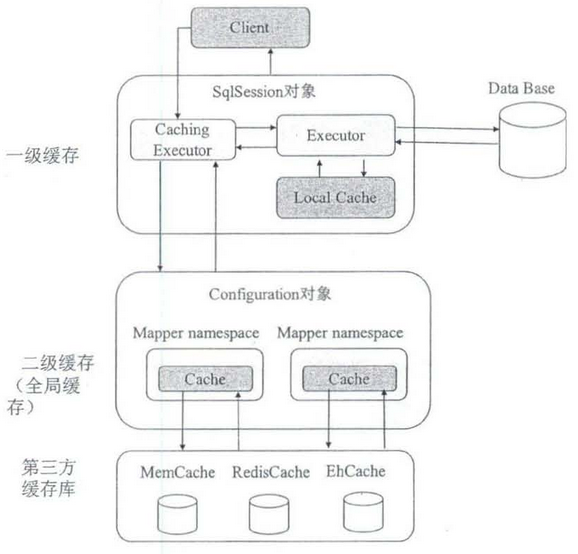 Client
SqlSession对象
Data Base
Caching
Executor
Executor
一级缓存
Local Cache
Configuration对象
Mapper namespace
Mapper namespace
二级缓存
（全局缓
存）
Cache
Cache
第三方
缓存库
MemCache
RedisCache
EhCache